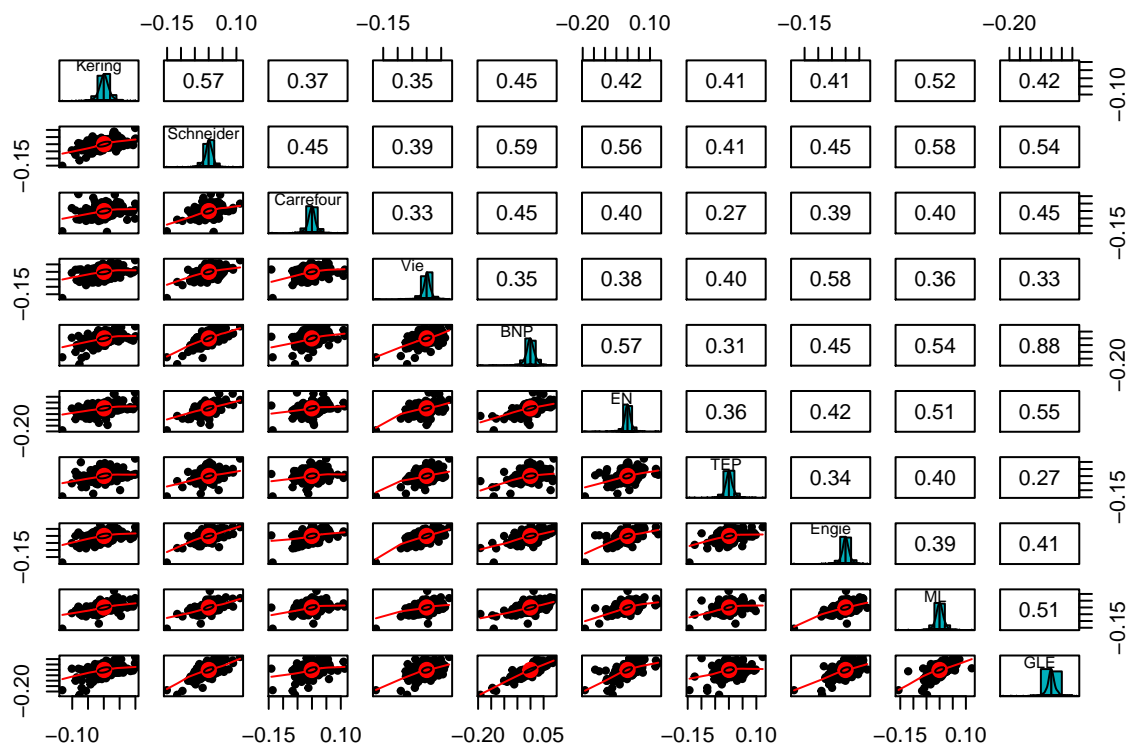 −0.15 0.10 −0.15 −0.20 0.10 −0.15 −0.20
Kering 0.57 0.37 0.35 0.45 0.42 0.41 0.41 0.52 0.42 −0.10
−0.15 Schneider 0.45 0.39 0.59 0.56 0.41 0.45 0.58 0.54
Carrefour 0.33 0.45 0.40 0.27 0.39 0.40 0.45 −0.15
−0.15 Vie 0.35 0.38 0.40 0.58 0.36 0.33
BNP 0.57 0.31 0.45 0.54 0.88 −0.20
−0.20 EN 0.36 0.42 0.51 0.55
TEP 0.34 0.40 0.27 −0.15
−0.15 Engie 0.39 0.41
ML 0.51 −0.15
−0.20 GLE
−0.10 −0.15 0.10 −0.20 0.05 −0.15 0.10 −0.15 0.10